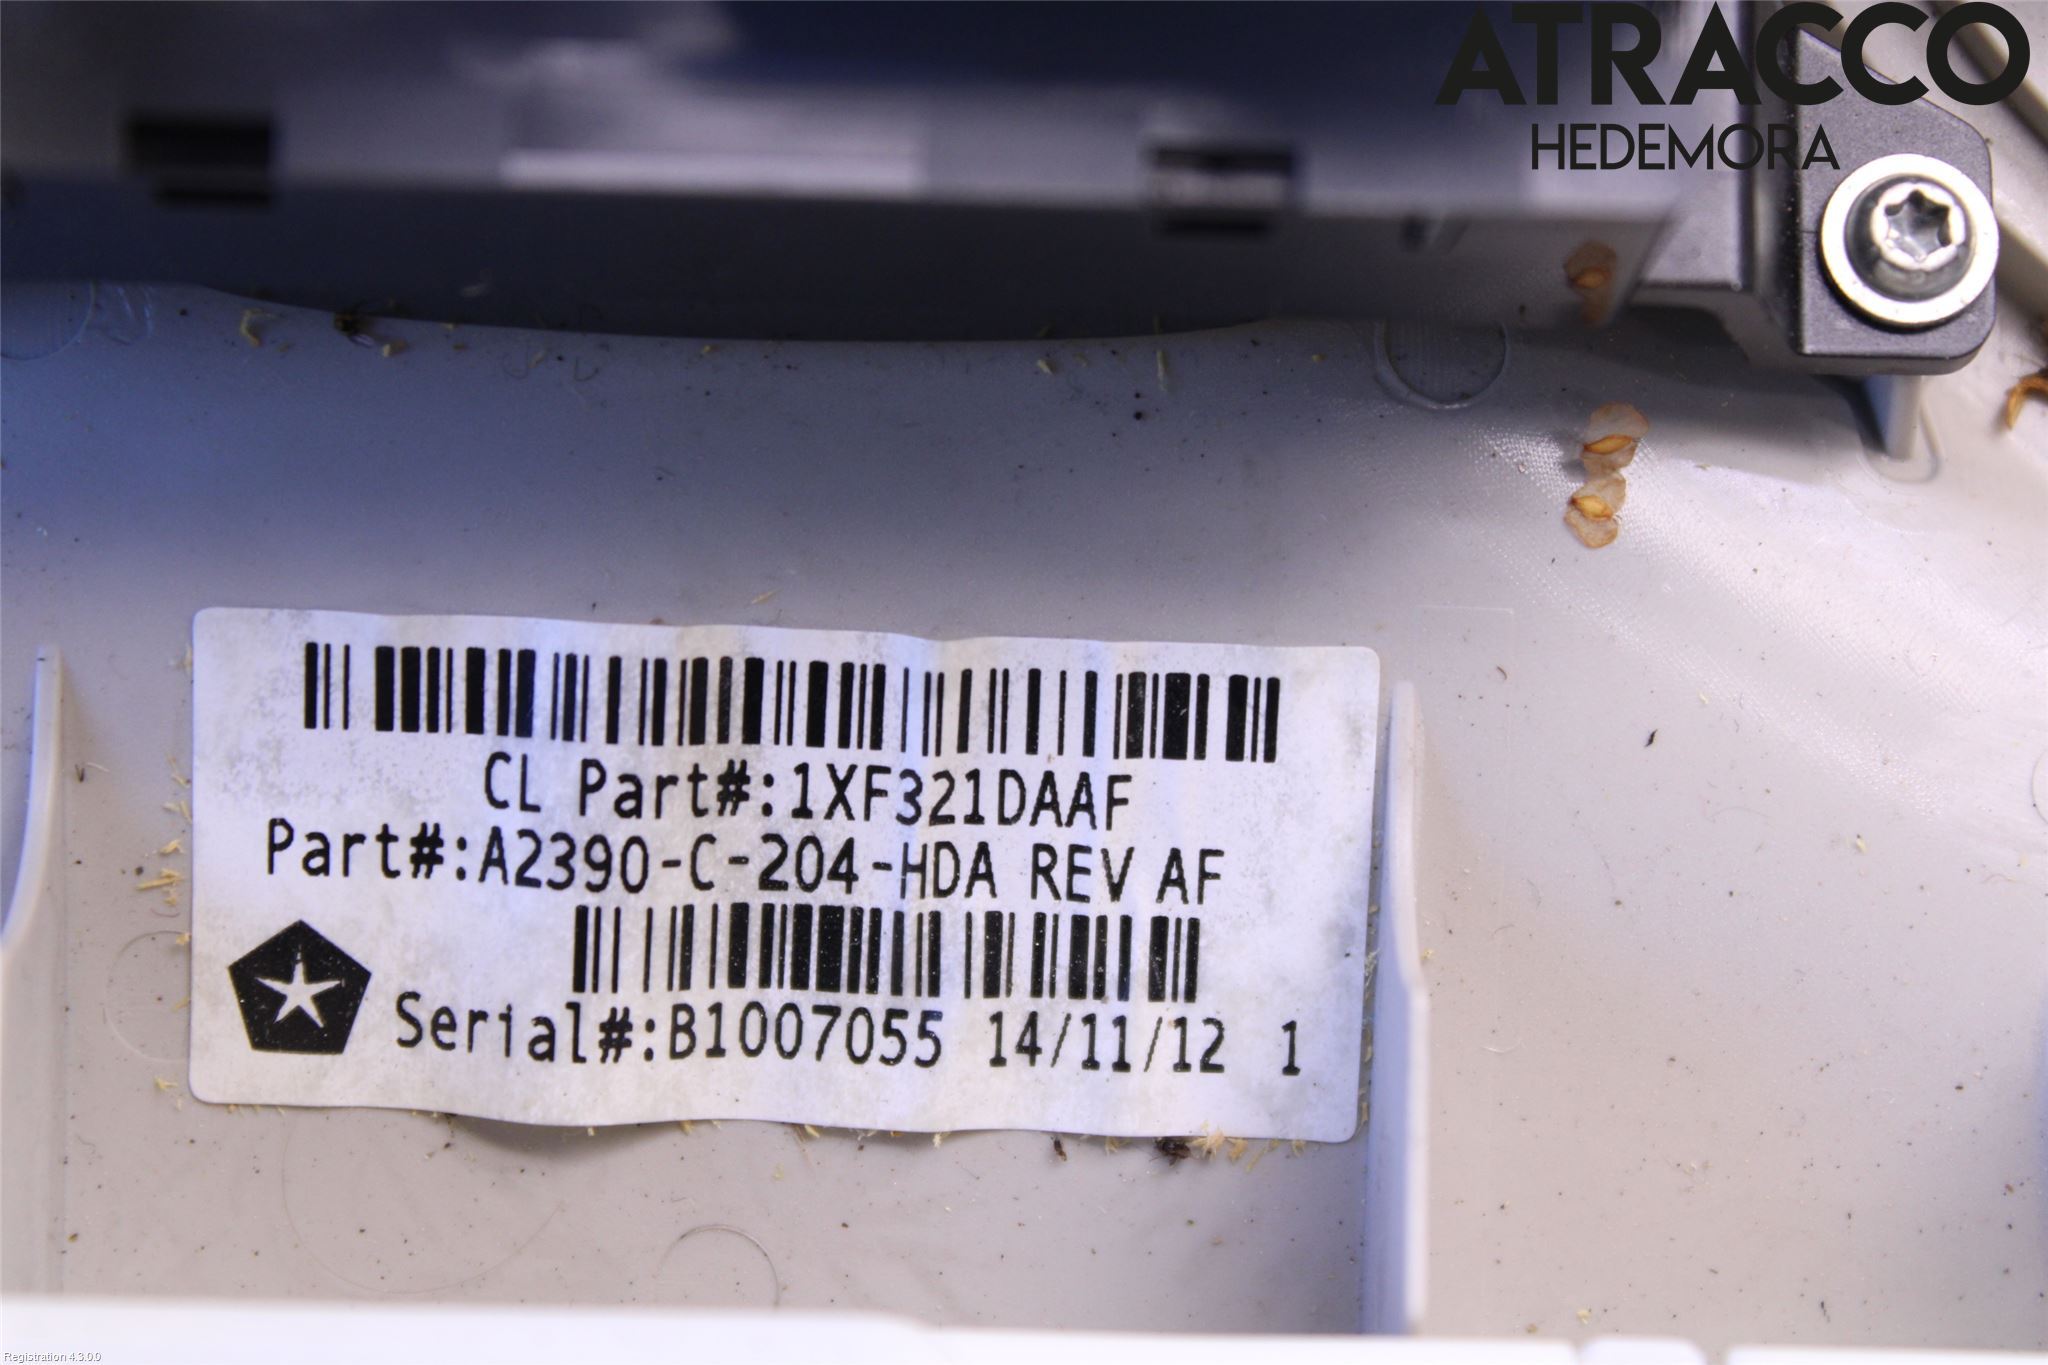 ATRACCO
HEDEMORA
CL Part#:1XF321DAAF
Part#:A2390-C-204-HDA REV AF
Serial#:B1007055 14/11/12 1
Registration 4.3.0.0